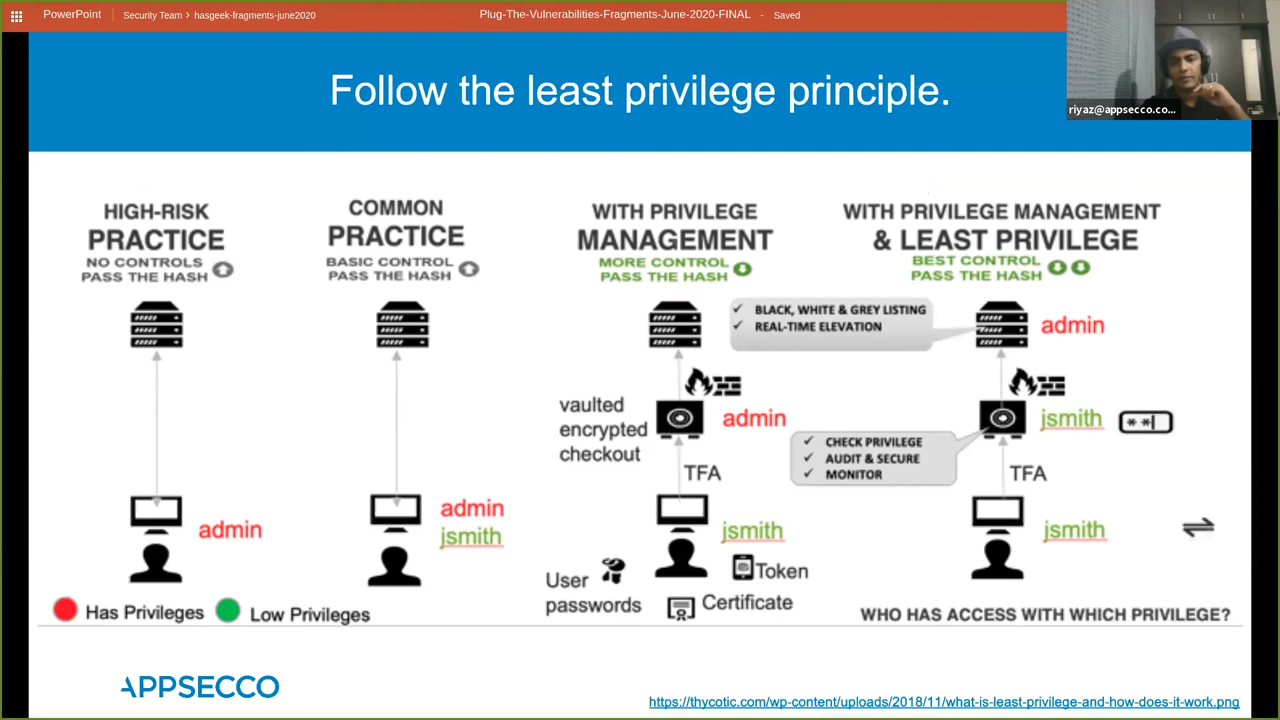 PowerPoint
Security Team › hasgeek-fragments-june2020
Plug-The-Vulnerabilities-Fragments-June-2020-FINAL - Saved
riyaz@appsecco.co...
Follow the least privilege principle.
HIGH-RISK
PRACTICE
NO CONTROLS
PASS THE HASH
admin
COMMON
PRACTICE
BASIC CONTROL
PASS THE HASH
admin
jsmith
WITH PRIVILEGE
MANAGEMENT
MORE CONTROL
PASS THE HASH
vaulted
encrypted
checkout
admin
TFA
jsmith
User
passwords
Token
Certificate
WITH PRIVILEGE MANAGEMENT
& LEAST PRIVILEGE
BEST CONTROL
PASS THE HASH
✓ BLACK, WHITE & GREY LISTING
✓ REAL-TIME ELEVATION
admin
jsmith
**|
✓ CHECK PRIVILEGE
✓ AUDIT & SECURE
✓ MONITOR
TFA
jsmith
Has Privileges
Low Privileges
WHO HAS ACCESS WITH WHICH PRIVILEGE?
APPSECCO
https://thycotic.com/wp-content/uploads/2018/11/what-is-least-privilege-and-how-does-it-work.png